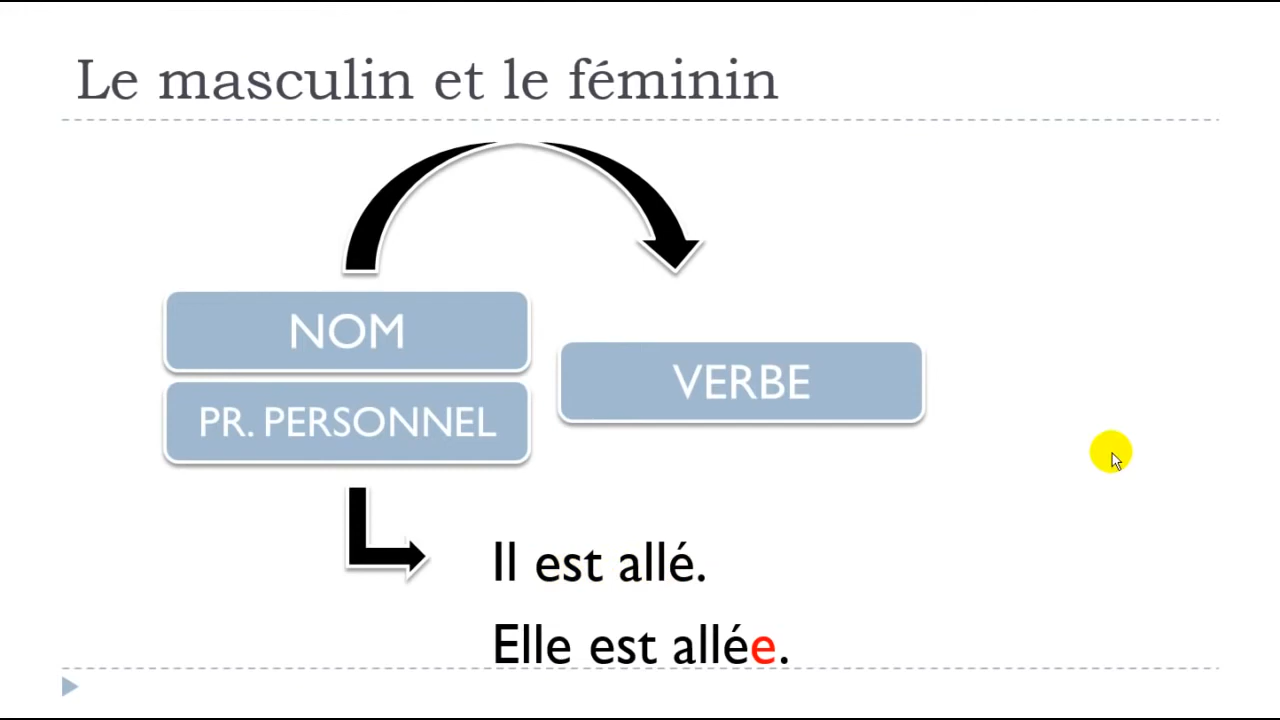 Le masculin et le féminin
NOM
PR. PERSONNEL
VERBE
Il est allé.
Elle est allée.